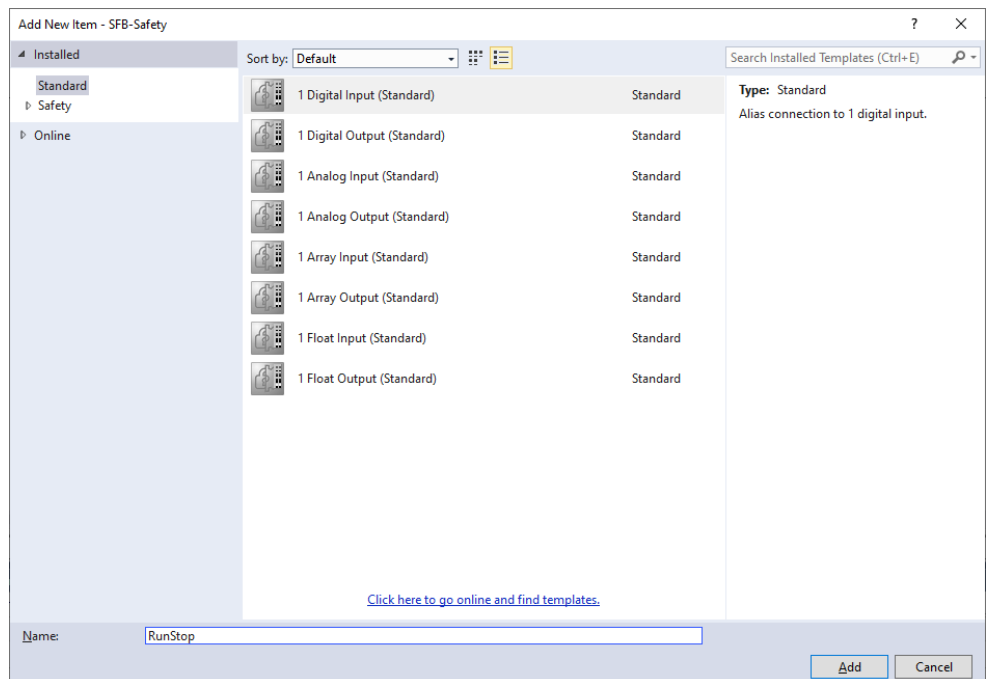 Add New Item - SFB-Safety
? ×
Installed
Standard
Safety
Online
Sort by: Default
Search Installed Templates (Ctrl+E)
1 Digital Input (Standard) Standard
1 Digital Output (Standard) Standard
1 Analog Input (Standard) Standard
1 Analog Output (Standard) Standard
1 Array Input (Standard) Standard
1 Array Output (Standard) Standard
1 Float Input (Standard) Standard
1 Float Output (Standard) Standard
Type: Standard
Alias connection to 1 digital input.
Click here to go online and find templates.
Name: RunStop
Add Cancel